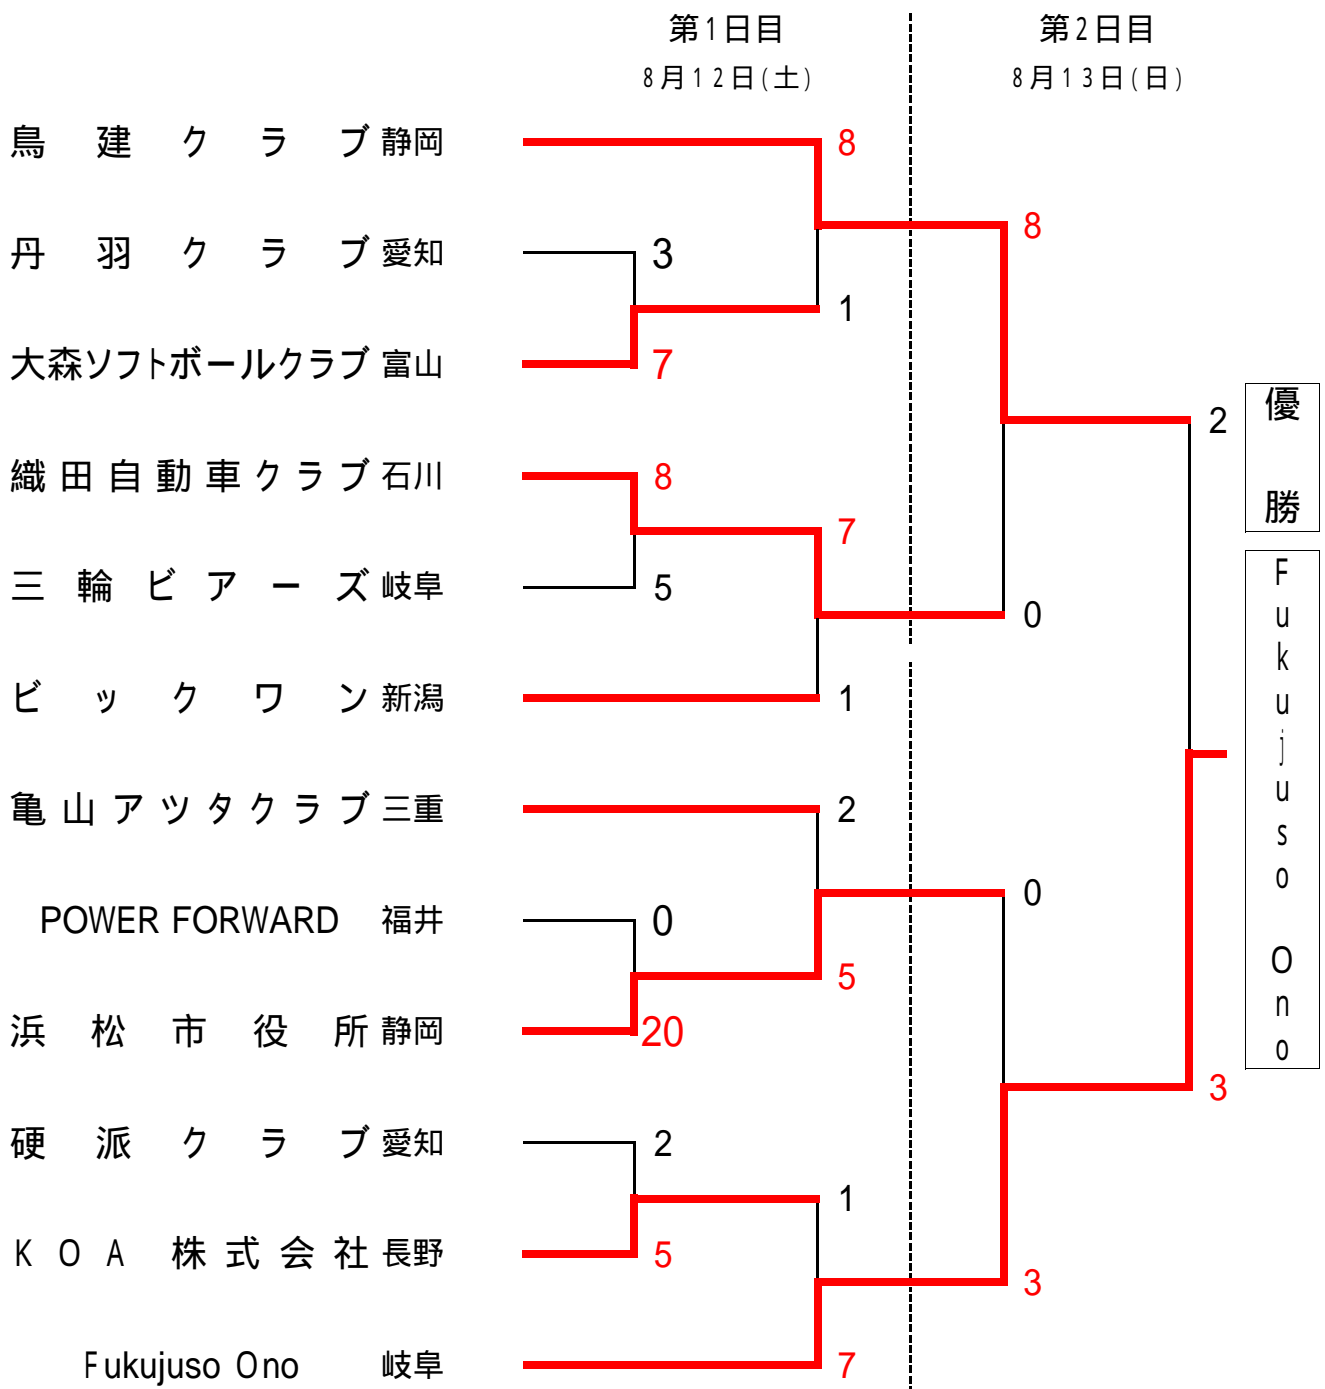 第1日目 第2日目
8月12日(土) 8月13日(日)
鳥建クラブ 静岡 8
8
丹羽クラブ 愛知 3
1
大森ソフトボールクラブ 富山 7
2
優勝
織田自動車クラブ 石川 8
7
三輪ビアーズ 岐阜 5
0
Fukujuso Ono
ビックワン 新潟 1
亀山アツタクラブ 三重 2
0
POWER FORWARD 福井 0
5
浜松市役所 静岡 20
3
硬派クラブ 愛知 2
1
KOA株式会社 長野 5
3
Fukujuso Ono 岐阜 7